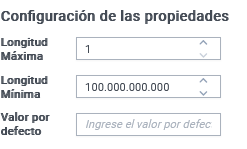 Configuración de las propiedades
Longitud
Máxima
1
Longitud
Mínima
100.000.000.000
Valor por
defecto
Ingrese el valor por defec